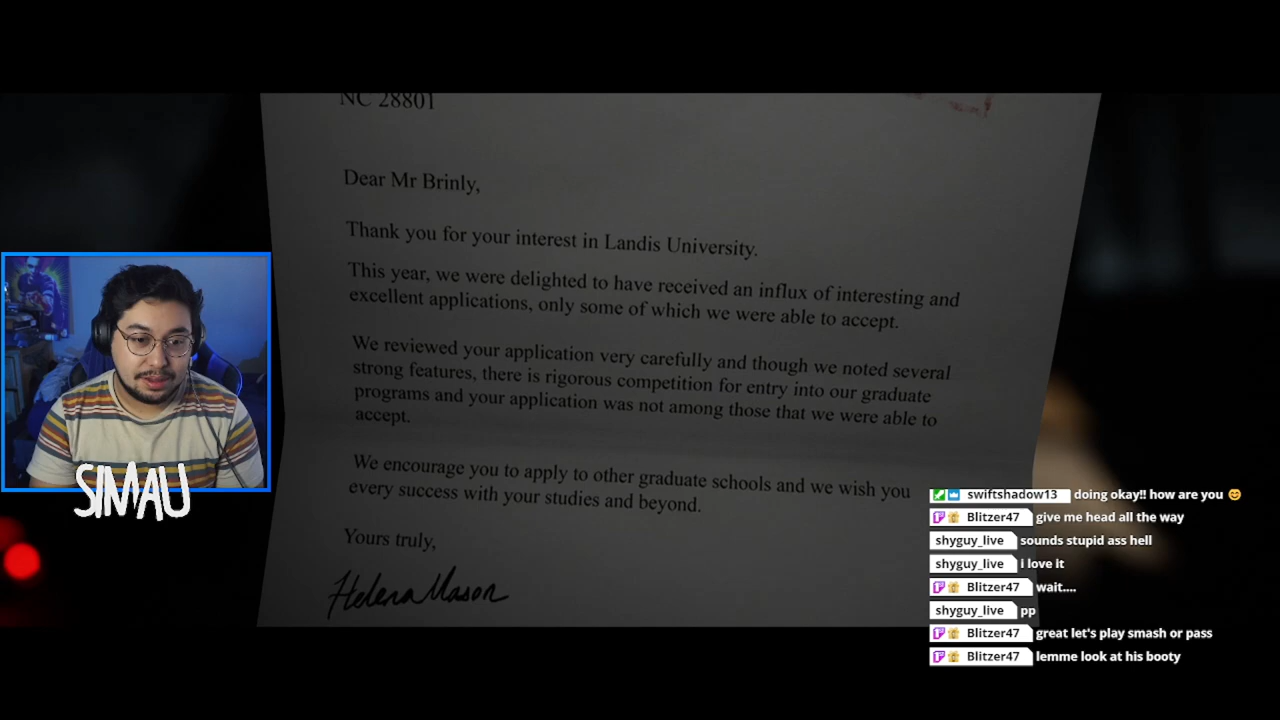 NC 28801
Dear Mr Brinly,
Thank you for your interest in Landis University.
This year, we were delighted to have received an influx of interesting and
excellent applications, only some of which we were able to accept.
We reviewed your application very carefully and though we noted several
strong features, there is rigorous competition for entry into our graduate
programs and your application was not among those that we were able to
accept.
We encourage you to apply to other graduate schools and we wish you
every success with your studies and beyond.
Yours truly,
Helena Mason
SIMAU
swiftshadow13 doing okay!! how are you 😊
Blitzer47 give me head all the way
shyguy_live sounds stupid ass hell
shyguy_live i love it
Blitzer47 wait....
shyguy_live pp
Blitzer47 great let's play smash or pass
Blitzer47 lemme look at his booty